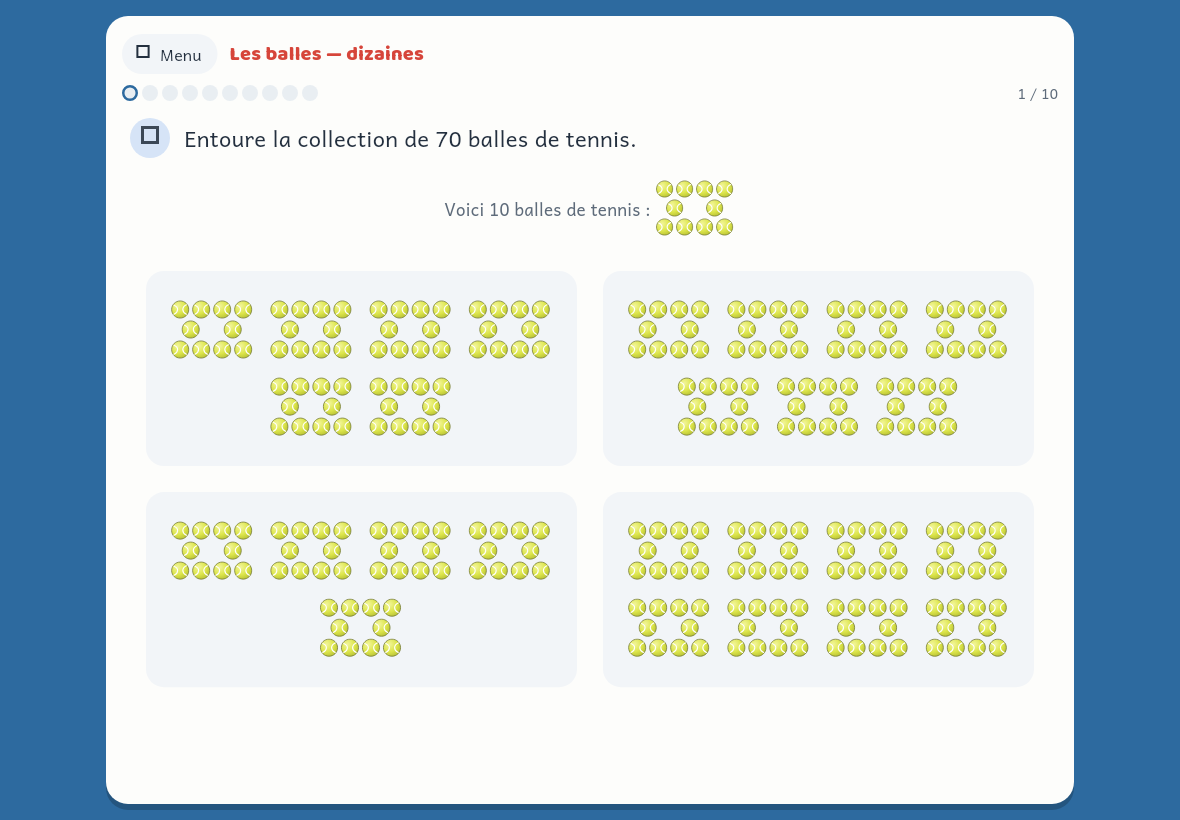 Menu
Les balles — dizaines
1 / 10
Entoure la collection de 70 balles de tennis.
Voici 10 balles de tennis :